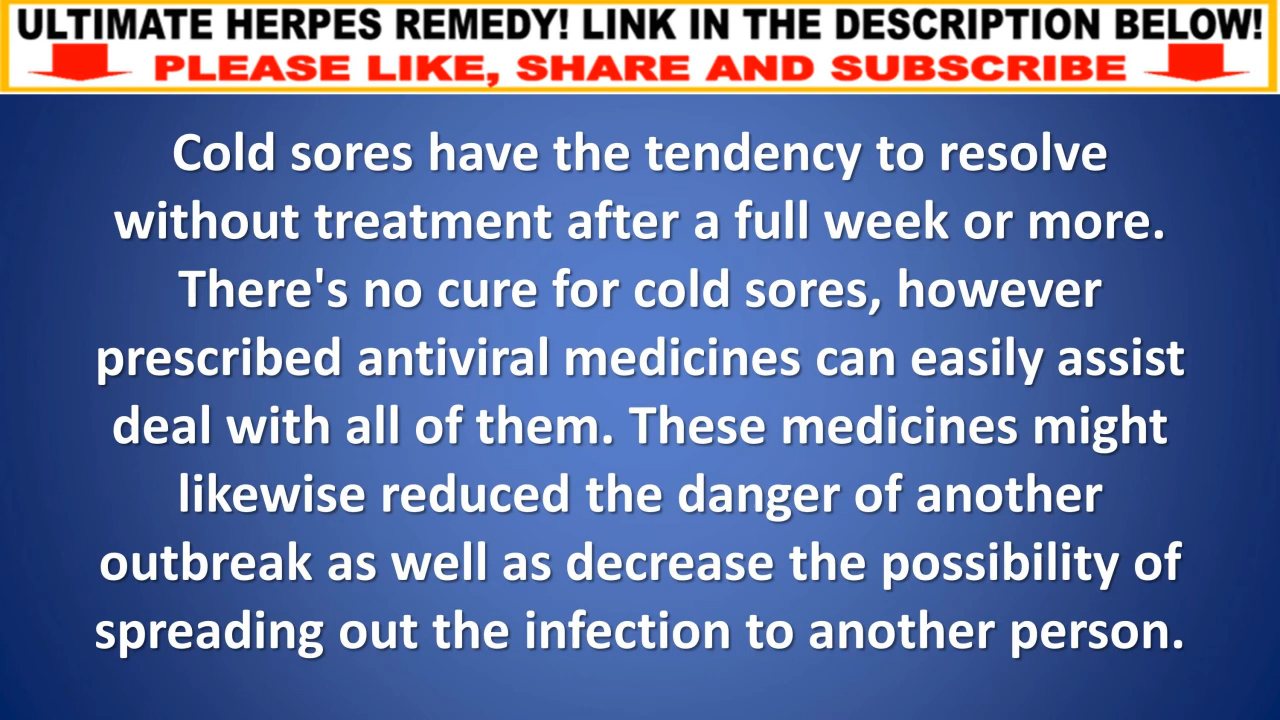 ULTIMATE HERPES REMEDY! LINK IN THE DESCRIPTION BELOW!
PLEASE LIKE, SHARE AND SUBSCRIBE
Cold sores have the tendency to resolve
without treatment after a full week or more.
There's no cure for cold sores, however
prescribed antiviral medicines can easily assist
deal with all of them. These medicines might
likewise reduced the danger of another
outbreak as well as decrease the possibility of
spreading out the infection to another person.